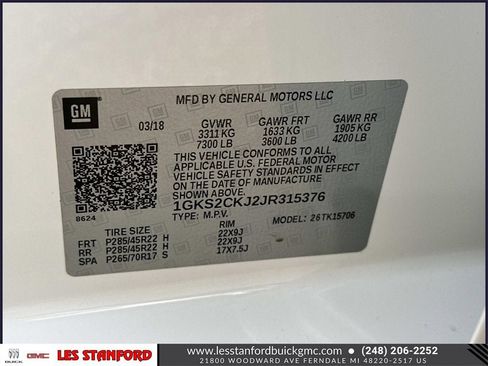 GM
MFD BY GENERAL MOTORS LLC
03/18 GVWR GAWR FRT GAWR RR
3311 KG 1633 KG 1905 KG
7300 LB 3600 LB 4200 LB
THIS VEHICLE CONFORMS TO ALL
APPLICABLE U.S. FEDERAL MOTOR
VEHICLE SAFETY STANDARDS IN
EFFECT ON THE DATE OF
MANUFACTURE SHOWN ABOVE.
1GKS2CKJ2JR315376
8624
TYPE: M.P.V. MODEL: 26TK15706
TIRE SIZE RIM
FRT P285/45R22 H 22X9J
RR P285/45R22 H 22X9J
SPA P265/70R17 S 17X7.5J
BUICK GMC LES STANFORD
www.lesstanfordbuickgmc.com • (248) 206-2252
21800 WOODWARD AVE FERNDALE MI 48220-2517 US